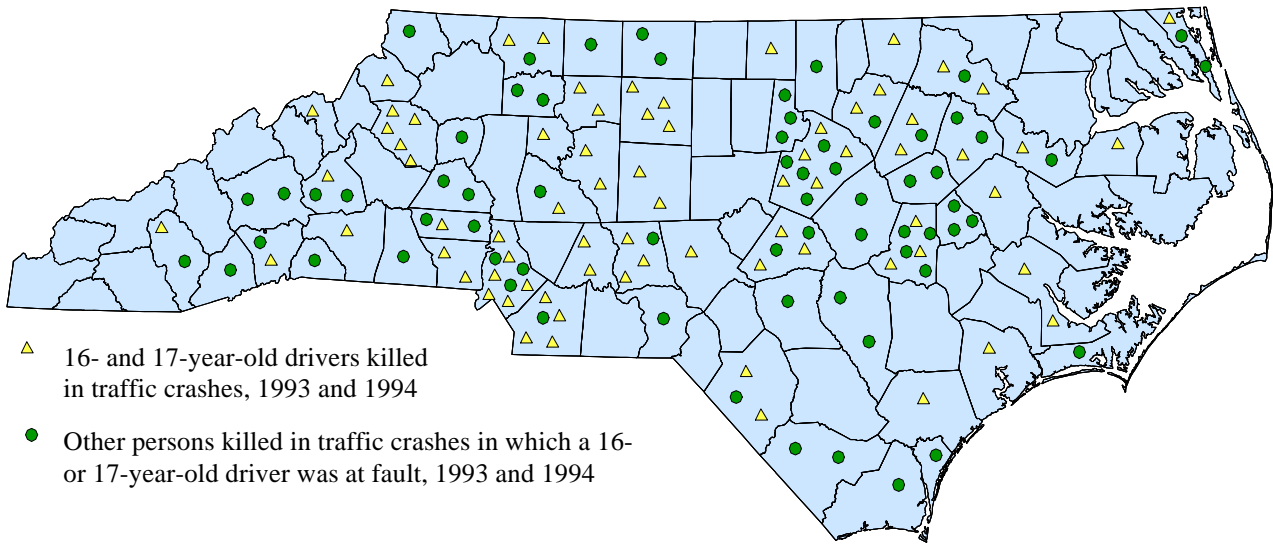 16- and 17-year-old drivers killed
in traffic crashes, 1993 and 1994
Other persons killed in traffic crashes in which a 16-
or 17-year-old driver was at fault, 1993 and 1994